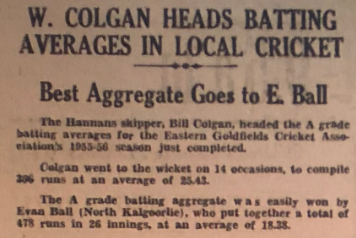 W. COLGAN HEADS BATTING
AVERAGES IN LOCAL CRICKET
Best Aggregate Goes to E. Ball
The Hannans skipper, Bill Colgan, headed the A grade
batting averages for the Eastern Goldfields Cricket Asso-
ciation's 1955-56 season just completed.
Colgan went to the wicket on 14 occasions, to compile
runs at an average of 25.43.
The A grade batting aggregate was easily won by
Evan Ball (North Kalgoorlie), who put together a total of
478 runs in 26 innings, at an average of 18.38.